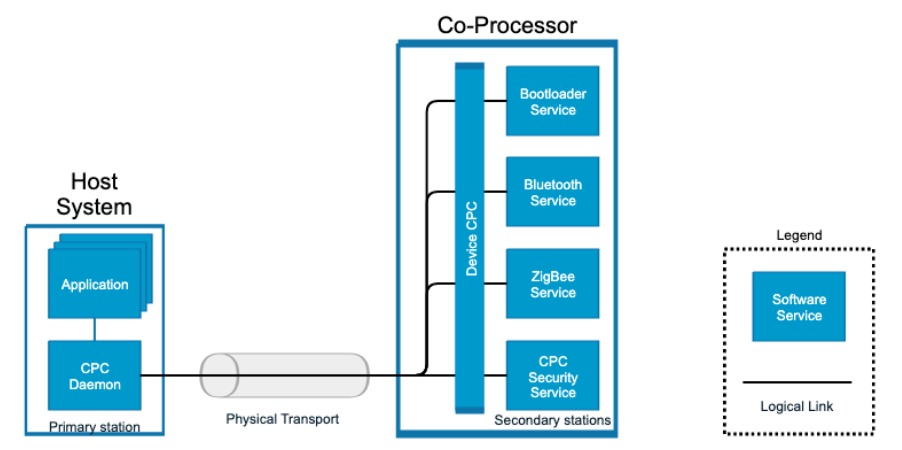 Co-Processor
Bootloader
Service
Bluetooth
Service
Device CPC
ZigBee
Service
CPC
Security
Service
Secondary stations
Host
System
Application
CPC
Daemon
Primary station
Physical Transport
Legend
Software
Service
Logical Link